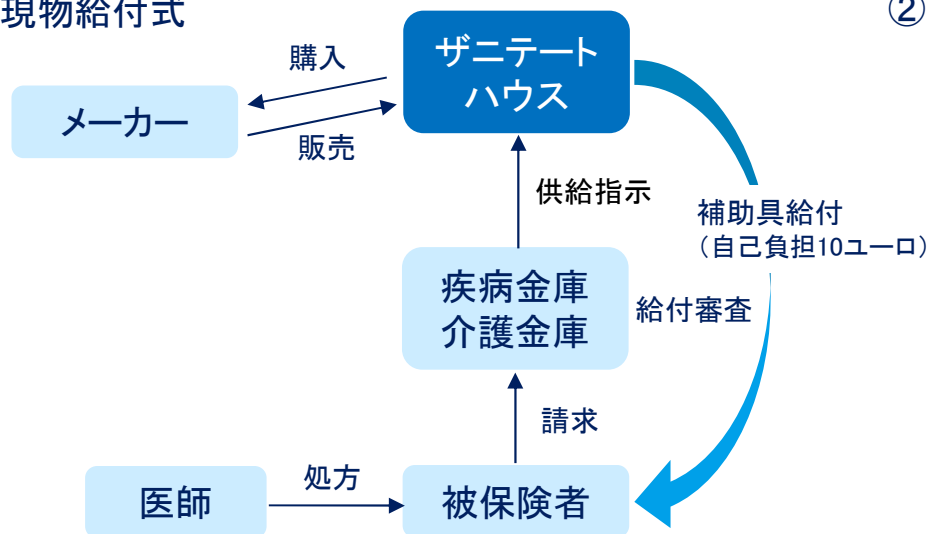 現物給付式
②
ザニテート
ハウス
購入
メーカー
販売
供給指示
補助具給付
（自己負担10ユーロ）
疾病金庫
介護金庫
給付審査
請求
処方
医師
被保険者